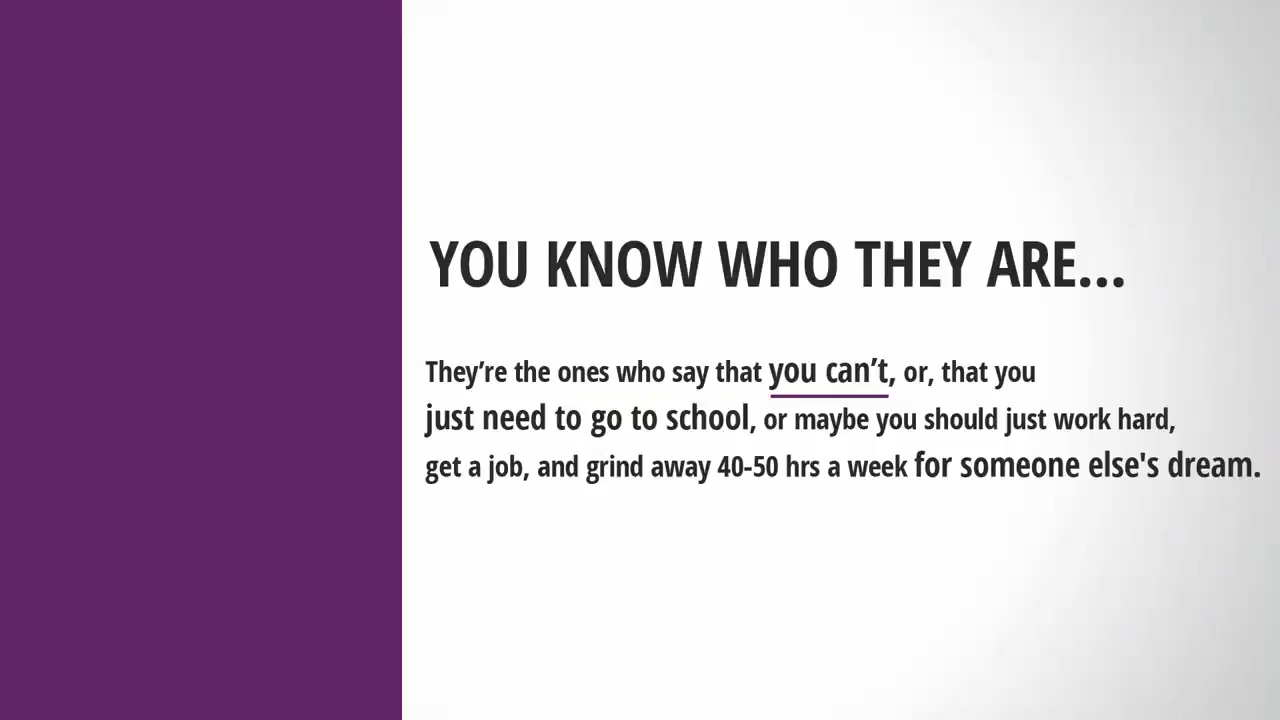 YOU KNOW WHO THEY ARE...
They’re the ones who say that you can’t, or, that you
just need to go to school, or maybe you should just work hard,
get a job, and grind away 40-50 hrs a week for someone else's dream.